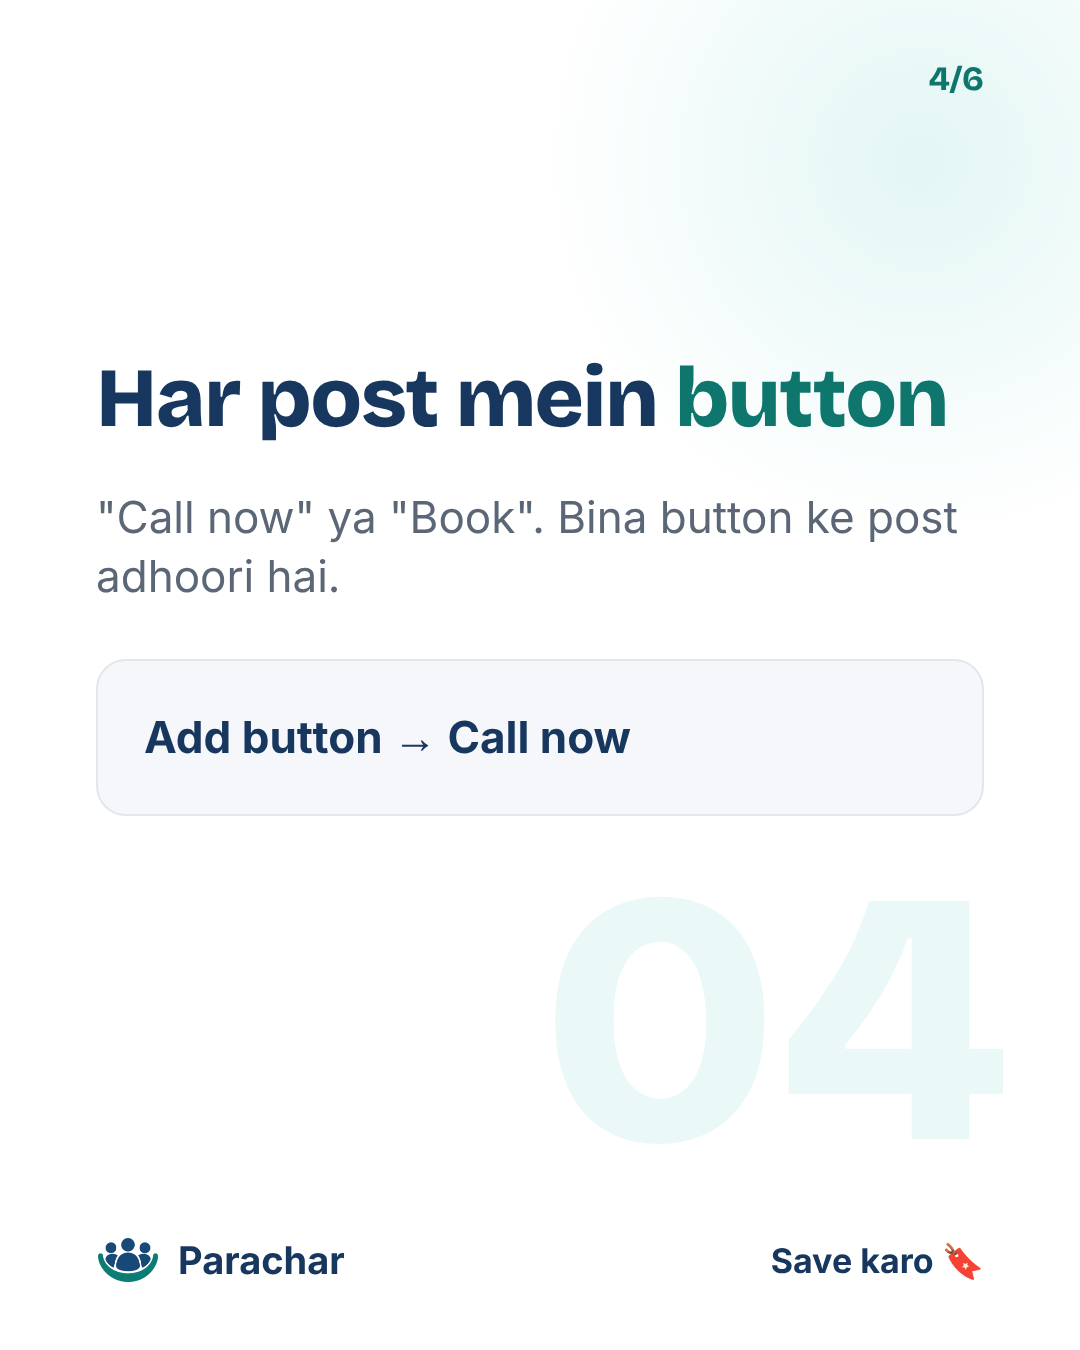 4/6
Har post mein button
"Call now" ya "Book". Bina button ke post
adhoori hai.
Add button → Call now
04
Parachar
Save karo 🔖